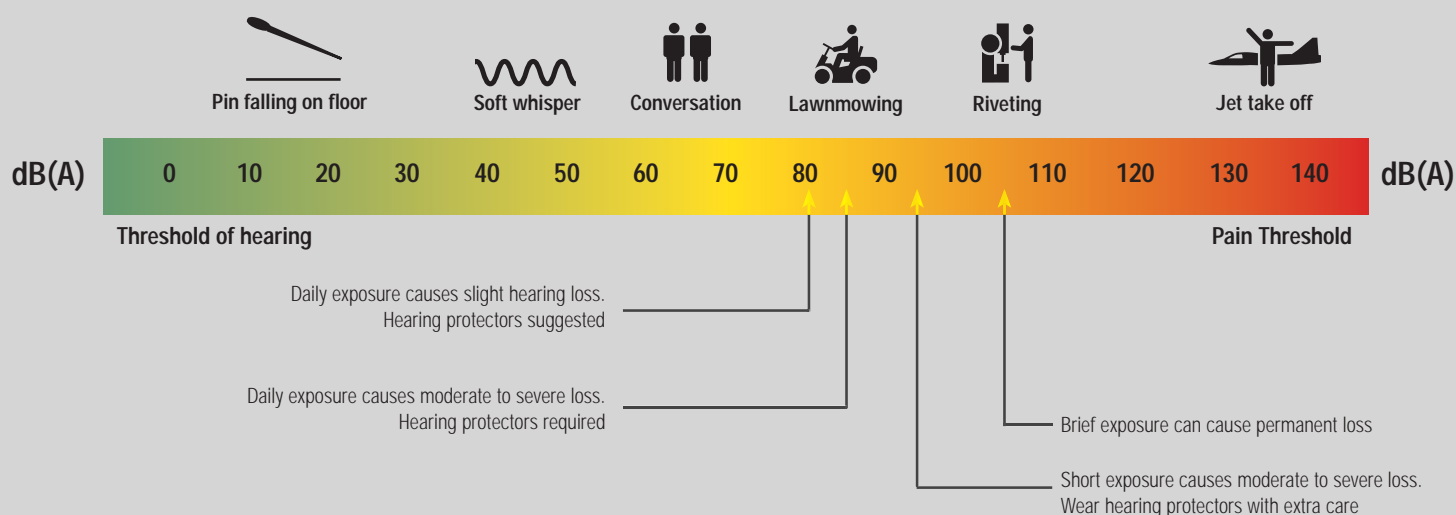 Pin falling on floor Soft whisper Conversation Lawnmowing Riveting Jet take off
dB(A) 0 10 20 30 40 50 60 70 80 90 100 110 120 130 140 dB(A)
Threshold of hearing Pain Threshold
Daily exposure causes slight hearing loss.
Hearing protectors suggested
Daily exposure causes moderate to severe loss.
Hearing protectors required
Brief exposure can cause permanent loss
Short exposure causes moderate to severe loss.
Wear hearing protectors with extra care